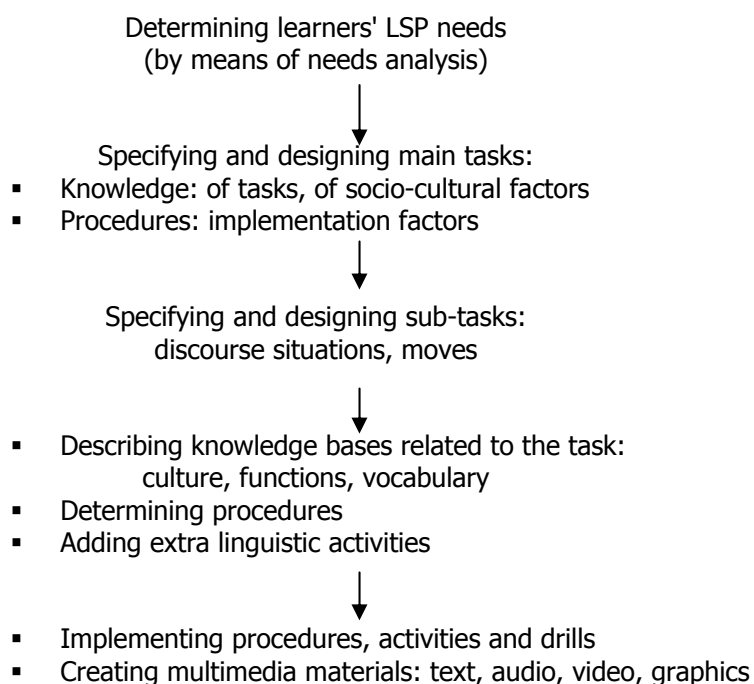 Determining learners' LSP needs
(by means of needs analysis)
Specifying and designing main tasks:
▪ Knowledge: of tasks, of socio-cultural factors
▪ Procedures: implementation factors
Specifying and designing sub-tasks:
discourse situations, moves
▪ Describing knowledge bases related to the task:
culture, functions, vocabulary
▪ Determining procedures
▪ Adding extra linguistic activities
▪ Implementing procedures, activities and drills
▪ Creating multimedia materials: text, audio, video, graphics